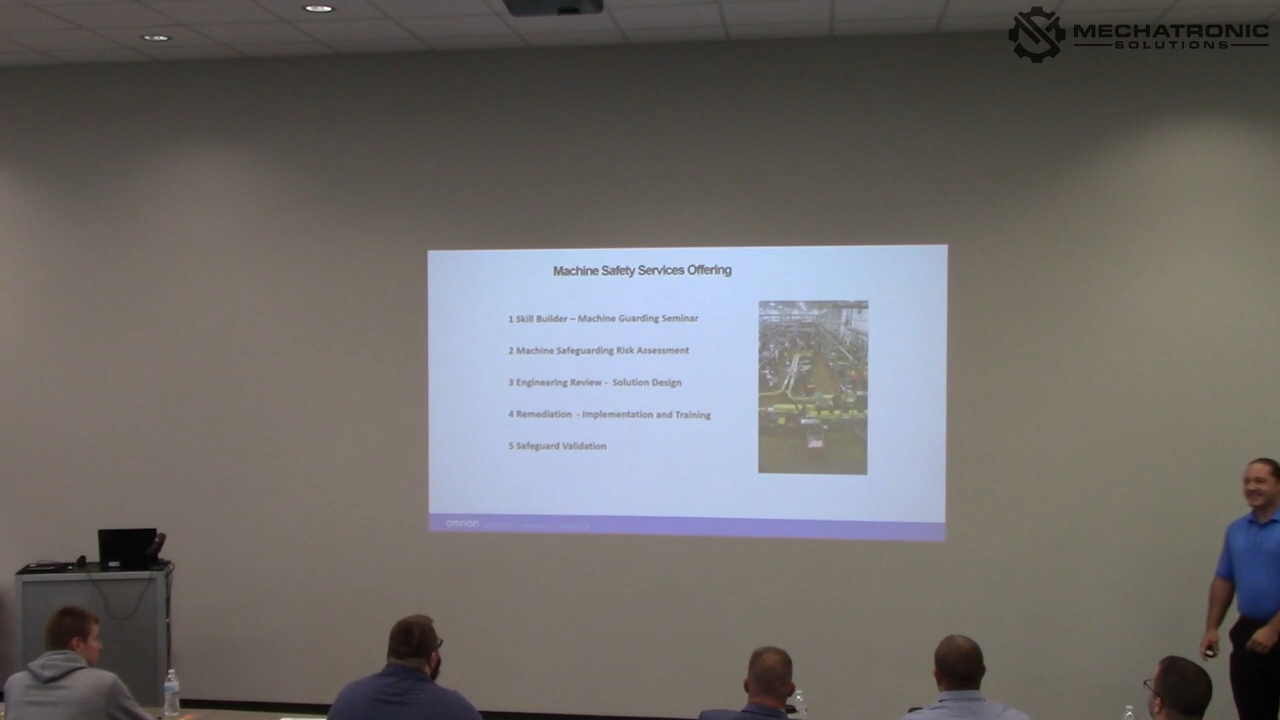 MECHATRONIC
SOLUTIONS
Machine Safety Services Offering
1 Skill Builder – Machine Guarding Seminar
2 Machine Safeguarding Risk Assessment
3 Engineering Review - Solution Design
4 Remediation - Implementation and Training
5 Safeguard Validation
OMRON